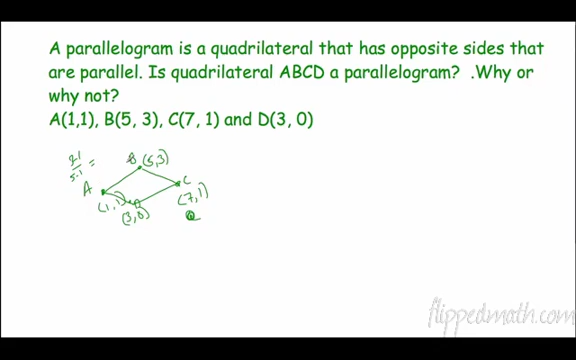 A parallelogram is a quadrilateral that has opposite sides that
are parallel. Is quadrilateral ABCD a parallelogram?  .Why or
why not?
A(1,1), B(5, 3), C(7, 1) and D(3, 0)
B (5,3)
=
A
C
(7,1)
(3,0)
flippedmath.com